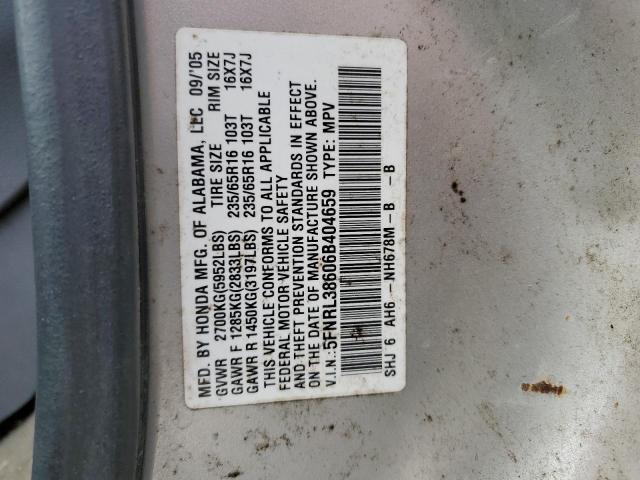 MFD. BY HONDA MFG. OF ALABAMA, LLC 09/'05
GVWR 2700KG(5952LBS) TIRE SIZE RIM SIZE
GAWR F 1285KG(2833LBS) 235/65R16 103T 16X7J
GAWR R 1450KG(3197LBS) 235/65R16 103T 16X7J
THIS VEHICLE CONFORMS TO ALL APPLICABLE
FEDERAL MOTOR VEHICLE SAFETY
AND THEFT PREVENTION STANDARDS IN EFFECT
ON THE DATE OF MANUFACTURE SHOWN ABOVE.
V.I.N.:5FNRL38606B404659 TYPE: MPV
SHJ 6 AH6 - NH678M - B - B